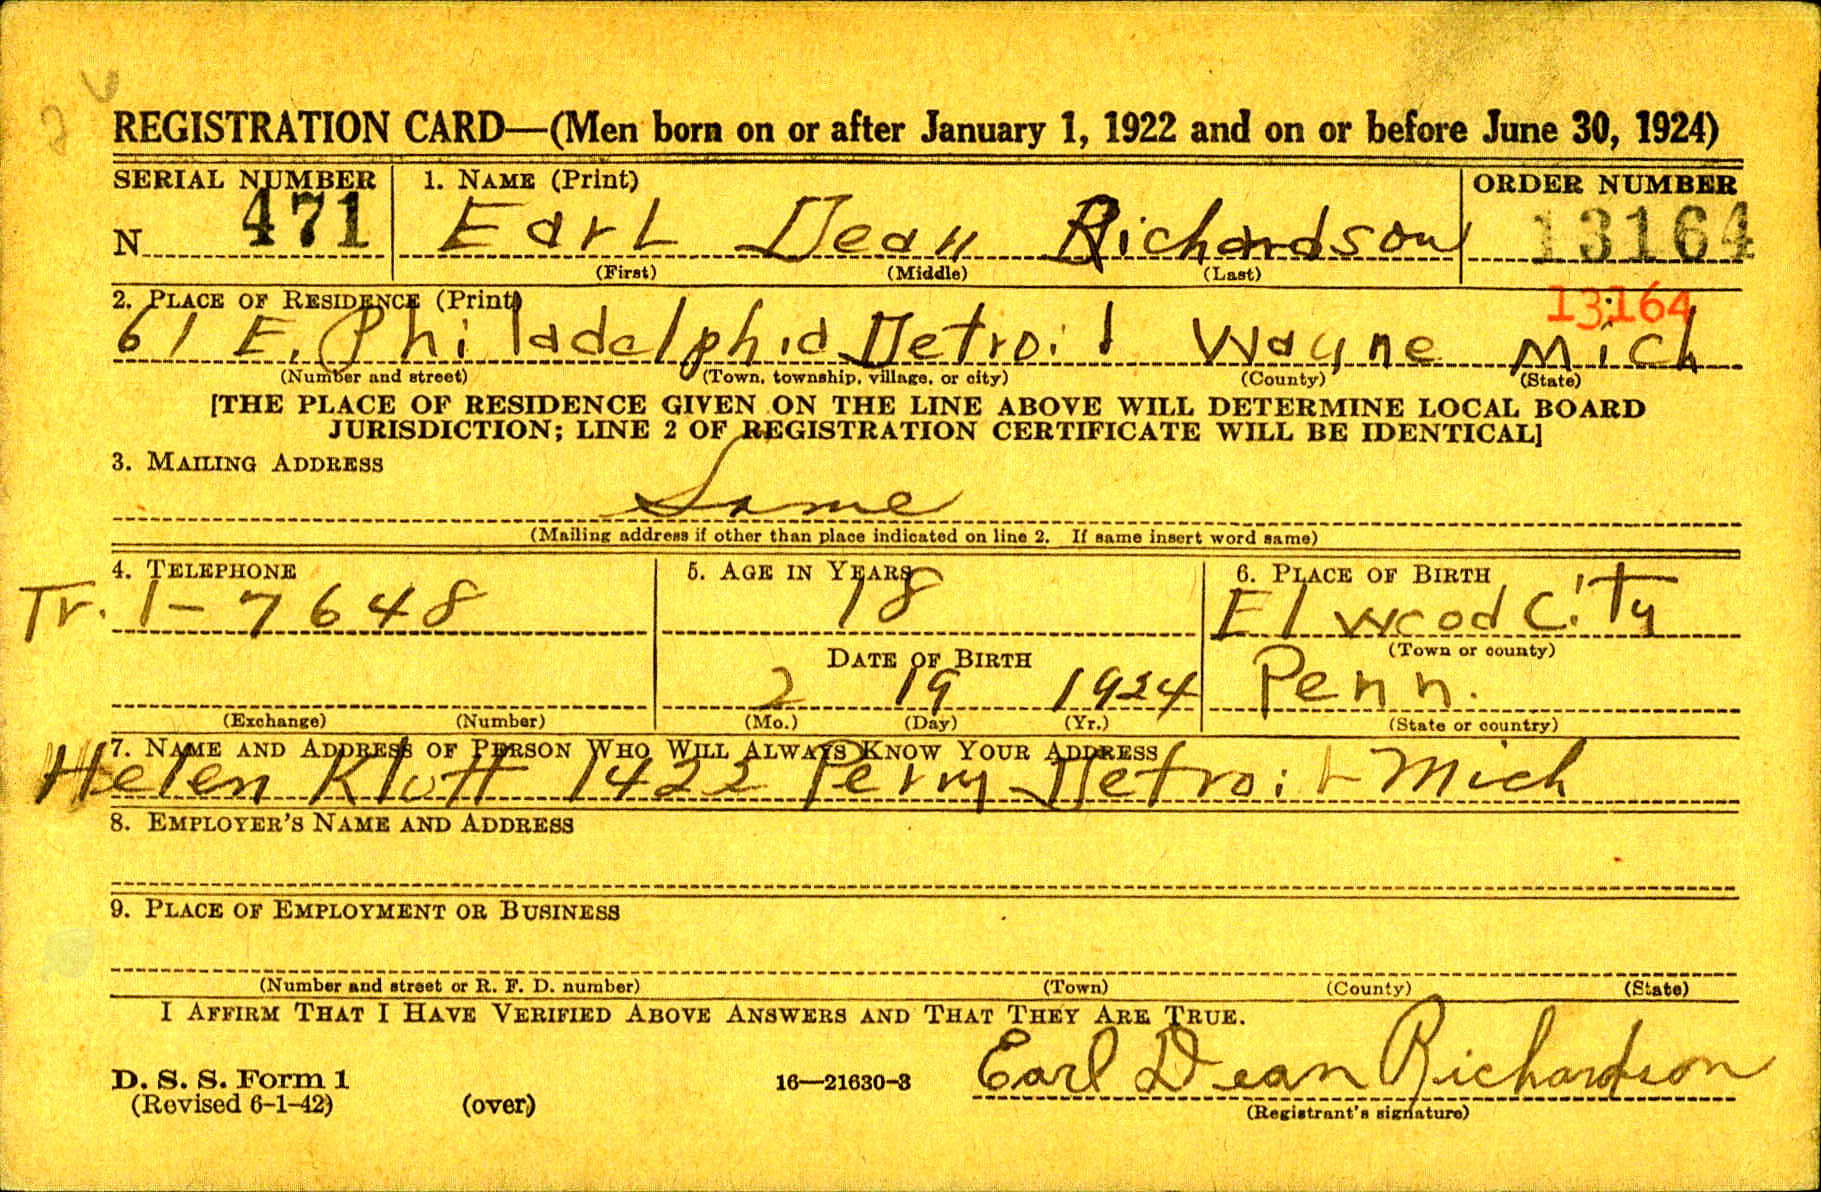 26
REGISTRATION CARD—(Men born on or after January 1, 1922 and on or before June 30, 1924)
SERIAL NUMBER 1. NAME (Print) ORDER NUMBER
N 471 Earl Dean Richardson 13164
(First) (Middle) (Last)
2. PLACE OF RESIDENCE (Print) 13164
61 E. Philadelphia Detroit Wayne Mich
(Number and street) (Town, township, village, or city) (County) (State)
[THE PLACE OF RESIDENCE GIVEN ON THE LINE ABOVE WILL DETERMINE LOCAL BOARD
JURISDICTION; LINE 2 OF REGISTRATION CERTIFICATE WILL BE IDENTICAL]
3. MAILING ADDRESS
Same
(Mailing address if other than place indicated on line 2. If same insert word same)
4. TELEPHONE 5. AGE IN YEARS 6. PLACE OF BIRTH
Tr. 1-7648 18 Elwood City
(Town or county)
DATE OF BIRTH
2 19 1924 Penn.
(Exchange) (Number) (Mo.) (Day) (Yr.) (State or country)
7. NAME AND ADDRESS OF PERSON WHO WILL ALWAYS KNOW YOUR ADDRESS
Helen 1422 Perry Detroit Mich
8. EMPLOYER'S NAME AND ADDRESS
9. PLACE OF EMPLOYMENT OR BUSINESS
(Number and street or R. F. D. number) (Town) (County) (State)
I AFFIRM THAT I HAVE VERIFIED ABOVE ANSWERS AND THAT THEY ARE TRUE.
Earl Dean Richardson
D. S. S. Form 1 16—21630-3
(Revised 6-1-42) (over) (Registrant's signature)